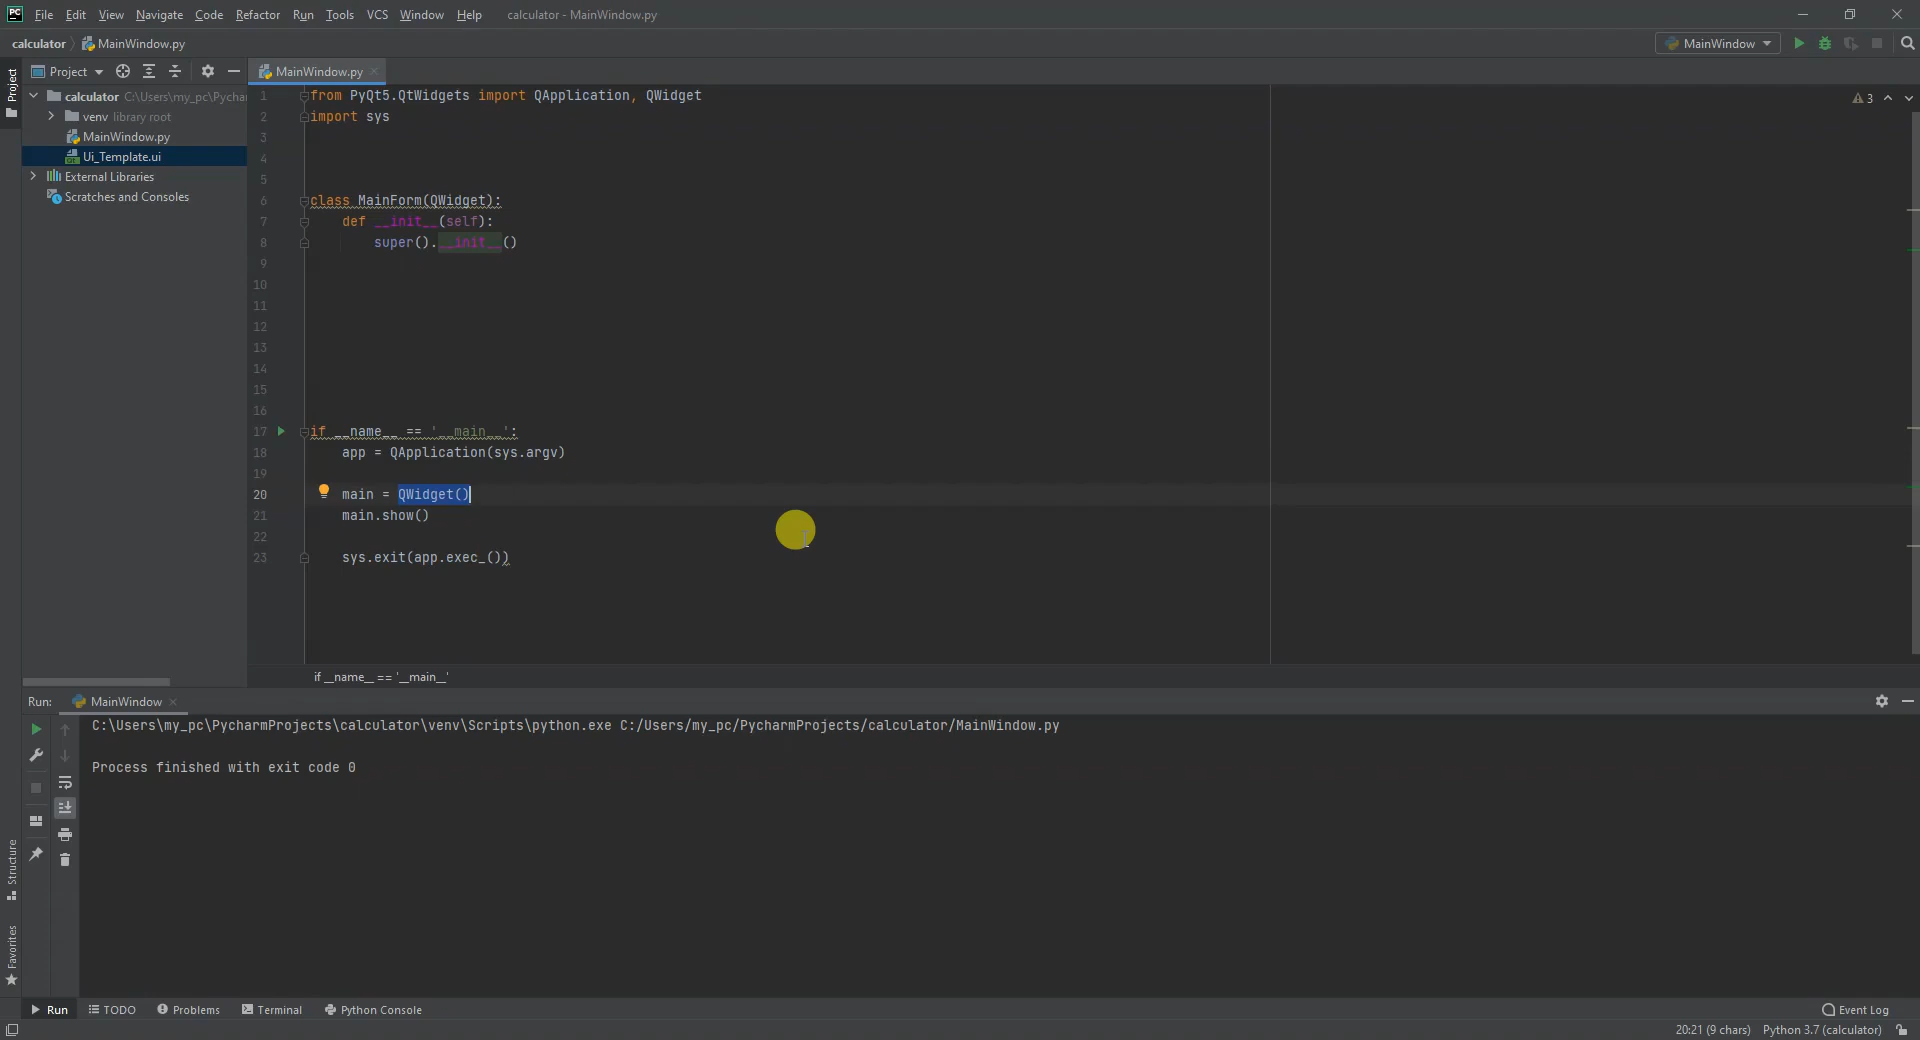 PC File Edit View Navigate Code Refactor Run Tools VCS Window Help calculator - MainWindow.py
calculator MainWindow.py MainWindow
Project
Project
MainWindow.py
calculator C:\Users\my_pc\Pychar
venv library root
MainWindow.py
Ui_Template.ui
External Libraries
Scratches and Consoles
3
1 from PyQt5.QtWidgets import QApplication, QWidget
2 import sys
3
4
5
6 class MainForm(QWidget):
7 def __init__(self):
8 super().__init__()
9
10
11
12
13
14
15
16
17 if __name__ == '__main__':
18 app = QApplication(sys.argv)
19
20 main = QWidget()
21 main.show()
22
23 sys.exit(app.exec_())
if __name__ == '__main__'
Run: MainWindow
C:\Users\my_pc\PycharmProjects\calculator\venv\Scripts\python.exe C:/Users/my_pc/PycharmProjects/calculator/MainWindow.py
Process finished with exit code 0
Structure
Favorites
Run TODO Problems Terminal Python Console Event Log
20:21 (9 chars) Python 3.7 (calculator)